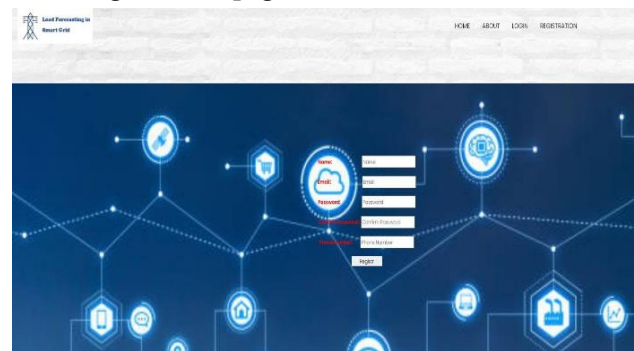 Load Forecasting in
Smart Grid
HOME ABOUT LOGIN REGISTRATION
Name: Name
Email: Email
Password Password
Confirm Password
Phone Number
Register